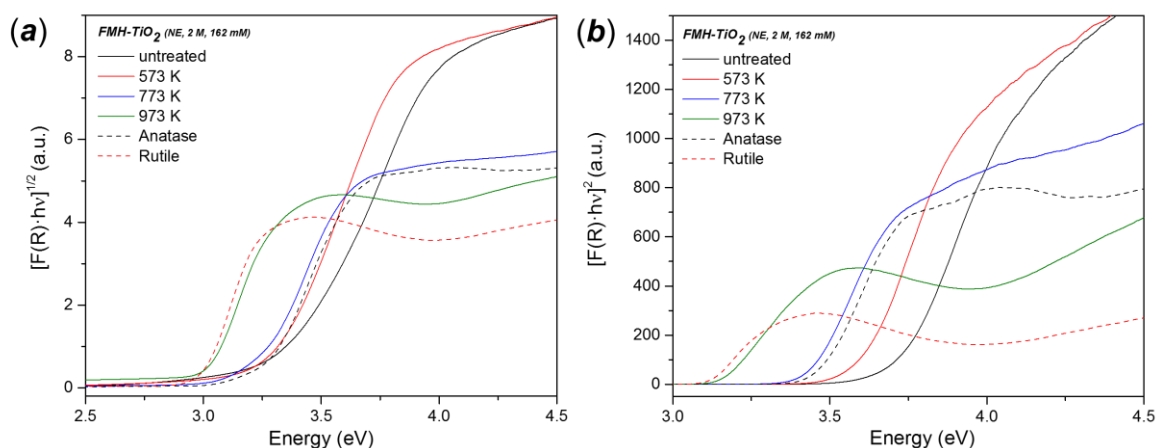 (a)
FMH-TiO2 (NE, 2 M, 162 mM)
untreated
573 K
773 K
973 K
Anatase
Rutile
[F(R)·hν]^1/2 (a.u.)
8
6
4
2
0
2.5 3.0 3.5 4.0 4.5
Energy (eV)
(b)
FMH-TiO2 (NE, 2 M, 162 mM)
untreated
573 K
773 K
973 K
Anatase
Rutile
[F(R)·hν]^2 (a.u.)
1400
1200
1000
800
600
400
200
0
3.0 3.5 4.0 4.5
Energy (eV)